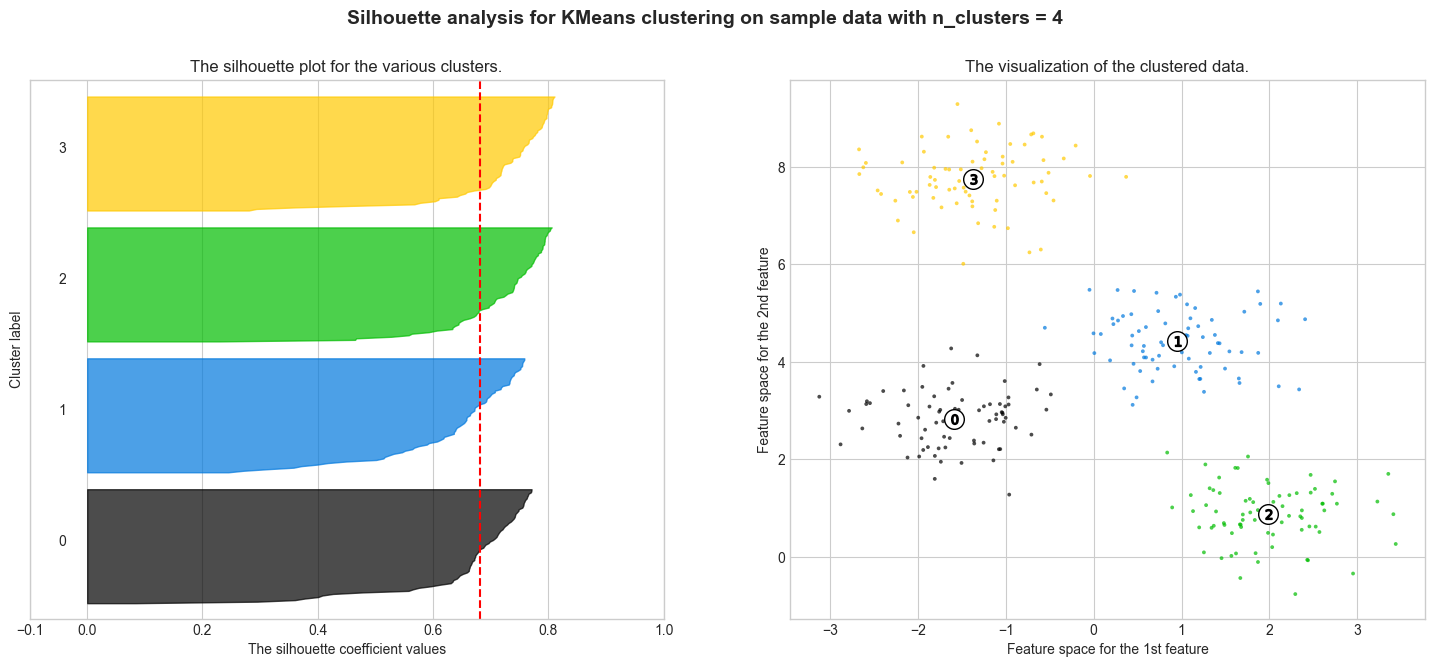 Silhouette analysis for KMeans clustering on sample data with n_clusters = 4
The silhouette plot for the various clusters.
3
2
1
0
Cluster label
−0.1 0.0 0.2 0.4 0.6 0.8 1.0
The silhouette coefficient values
The visualization of the clustered data.
8
6
4
2
0
3
1
0
2
Feature space for the 2nd feature
−3 −2 −1 0 1 2 3
Feature space for the 1st feature